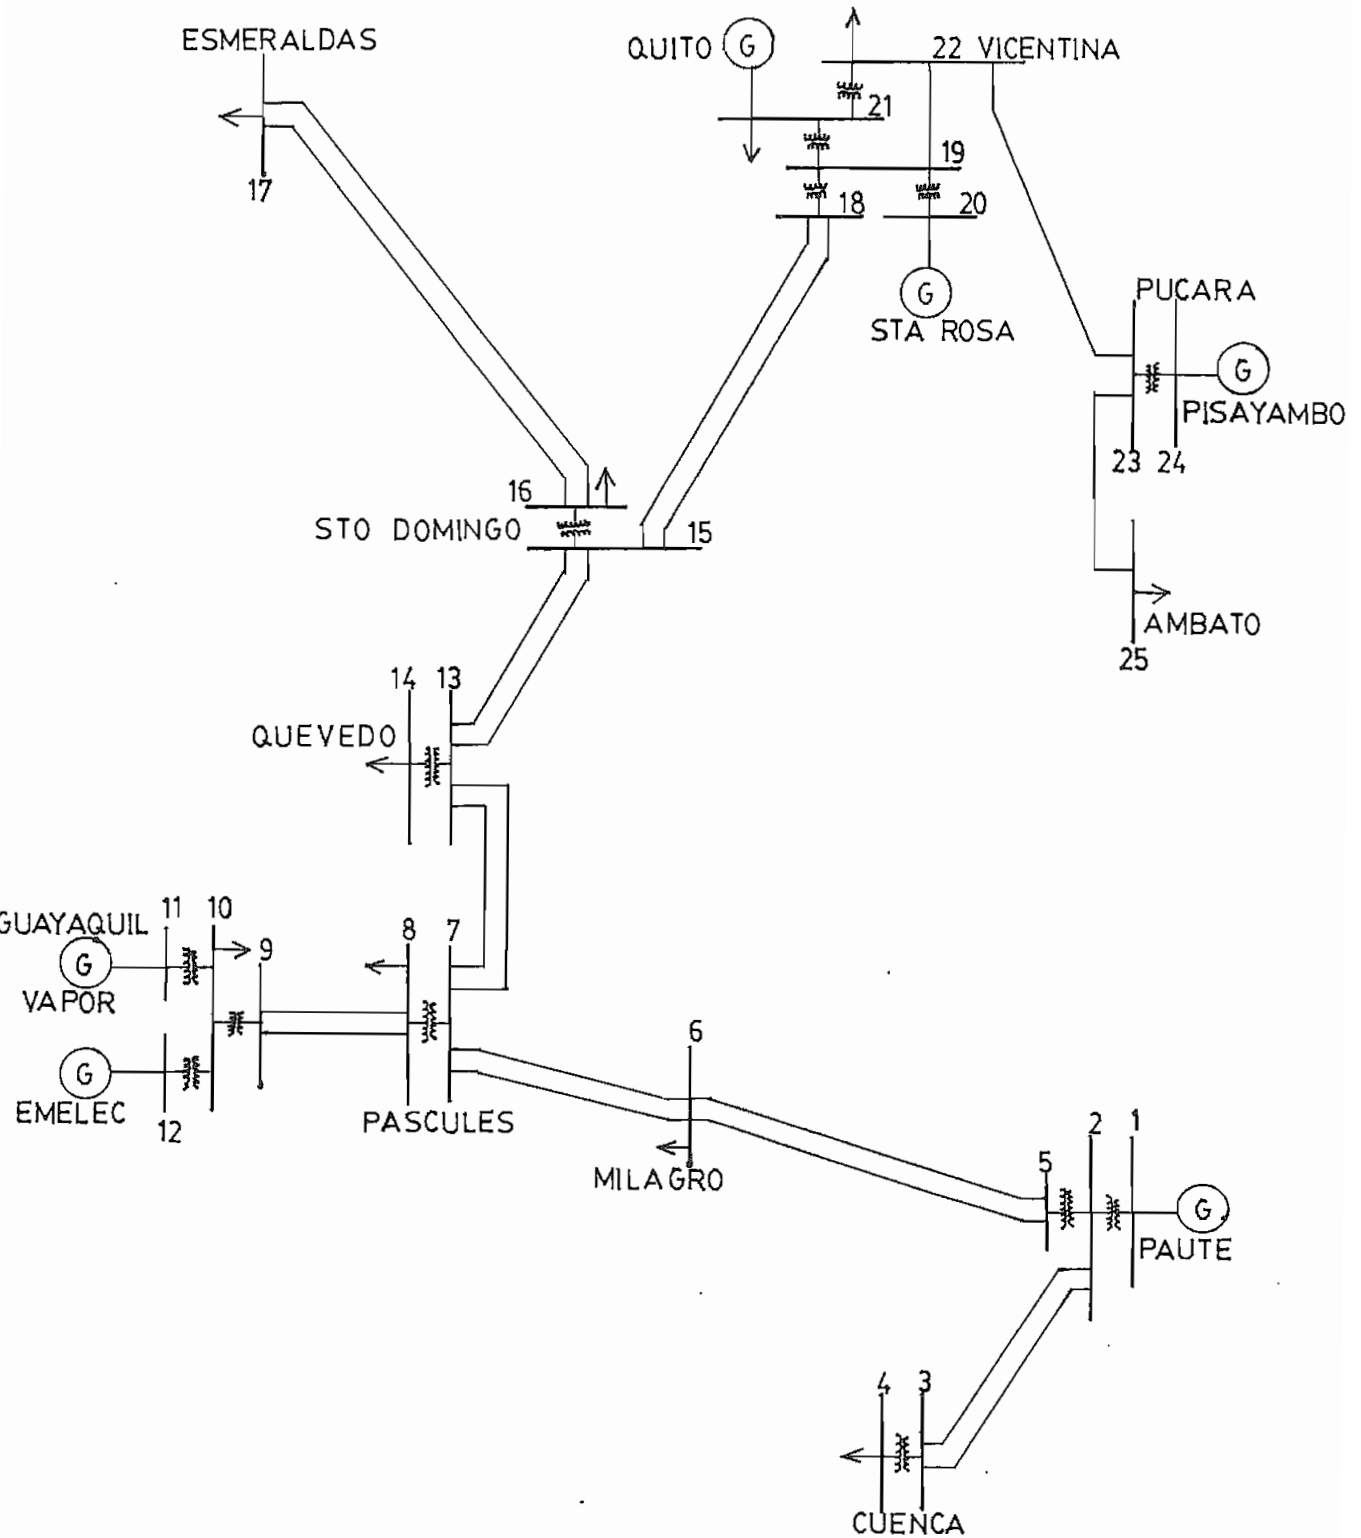 ESMERALDAS
17
QUITO G
22 VICENTINA
21
19
18
20
G
STA ROSA
PUCARA
G
PISAYAMBO
23 24
AMBATO
25
16
STO DOMINGO
15
14 13
QUEVEDO
GUAYAQUIL
11 10
9
8 7
G
VAPOR
G
EMELEC
12
PASCULES
6
MILAGRO
5
2 1
G
PAUTE
4 3
CUENCA